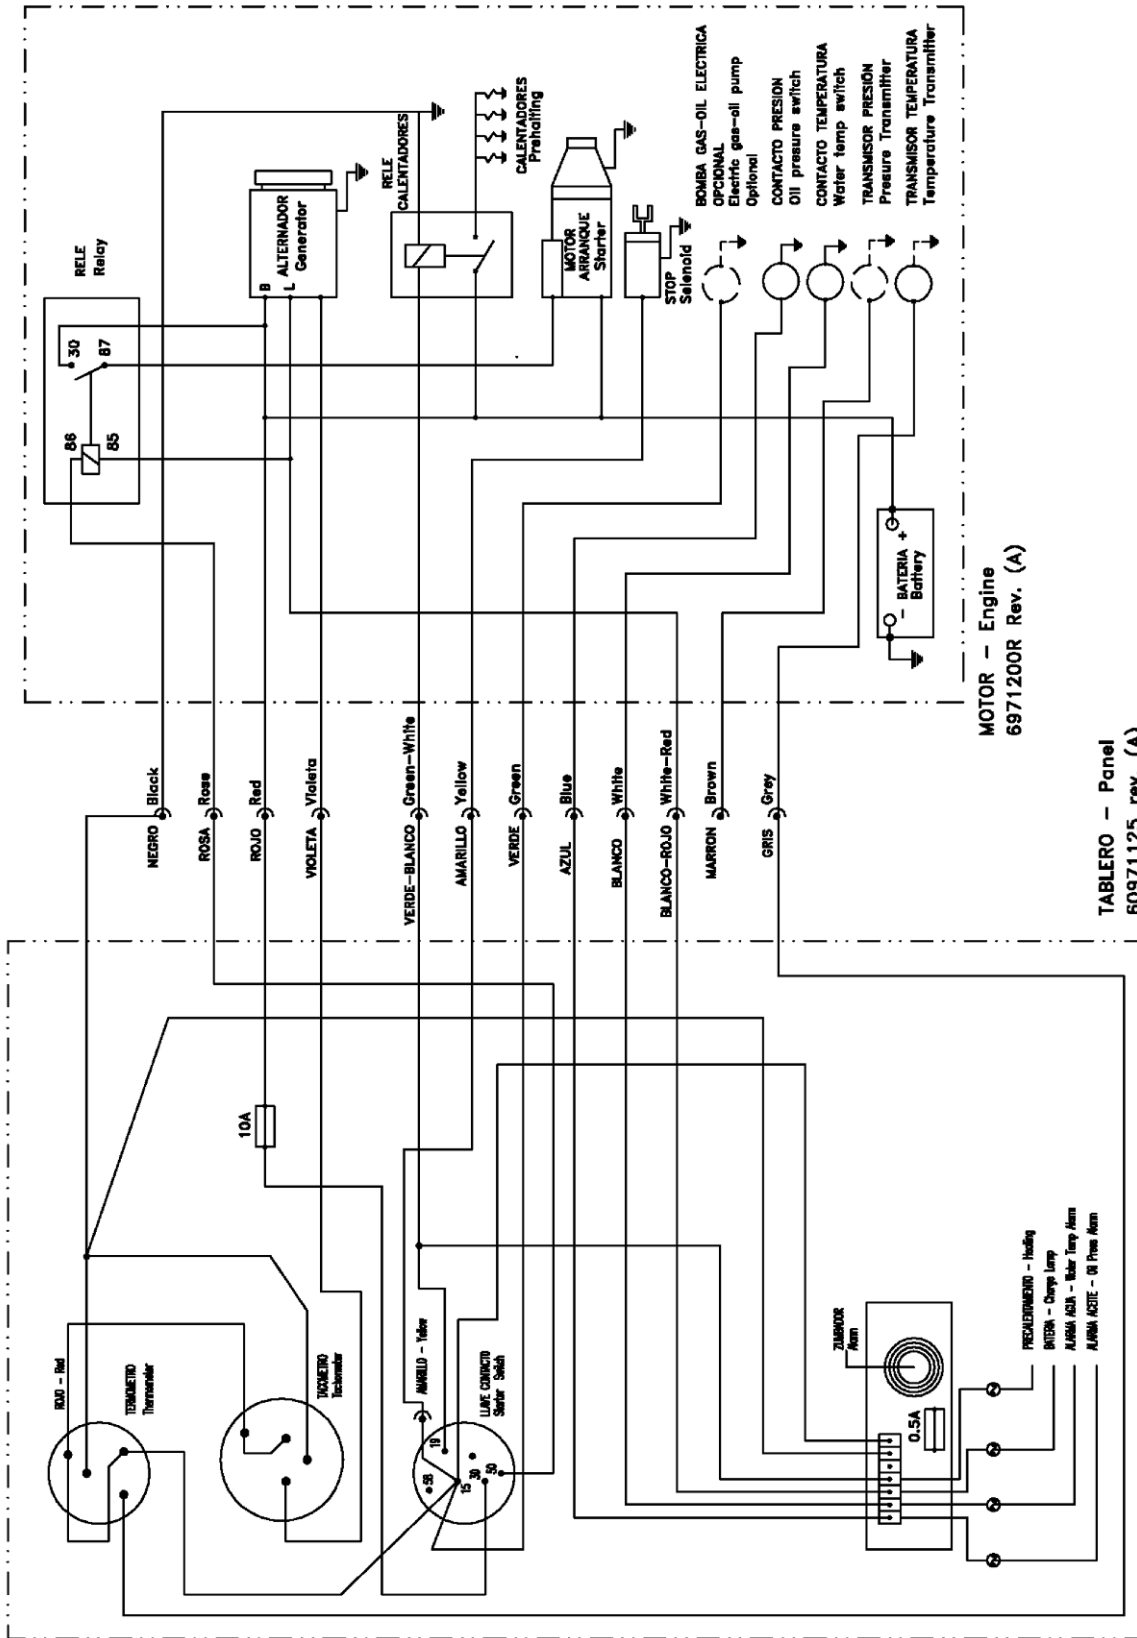 RELE
Relay
30
87
86
85
B
L
ALTERNADOR
Generator
RELE
CALENTADORES
CALENTADORES
Prehaiting
MOTOR
ARRANQUE
Starter
STOP
Selenoid
BOMBA GAS-OIL ELECTRICA
OPCIONAL
Electric gas-oil pump
Optional
CONTACTO PRESION
Oil presure switch
CONTACTO TEMPERATURA
Water temp switch
TRANSMISOR PRESIÓN
Presure Transmitter
TRANSMISOR TEMPERATURA
Temperature Transmitter
- BATERIA +
Battery
MOTOR - Engine
6971200R Rev. (A)
NEGRO Black
ROSA Rose
ROJO Red
VIOLETA Violeta
VERDE-BLANCO Green-White
AMARILLO Yellow
VERDE Green
AZUL Blue
BLANCO White
BLANCO-ROJO White-Red
MARRON Brown
GRIS Grey
TABLERO - Panel
60971125 rev. (A)
10A
ROJO - Red
TERMOMETRO
Thermometer
TACOMETRO
Tachometer
AMARILLO - Yellow
LLAVE CONTACTO
Starter Switch
19
58
30
15
50
ZUMBADOR
Alarm
0.5A
PRECALENTAMIENTO - Heating
BATERIA - Charge Lamp
ALARMA AGUA - Water Temp Alarm
ALARMA ACEITE - Oil Press Alarm